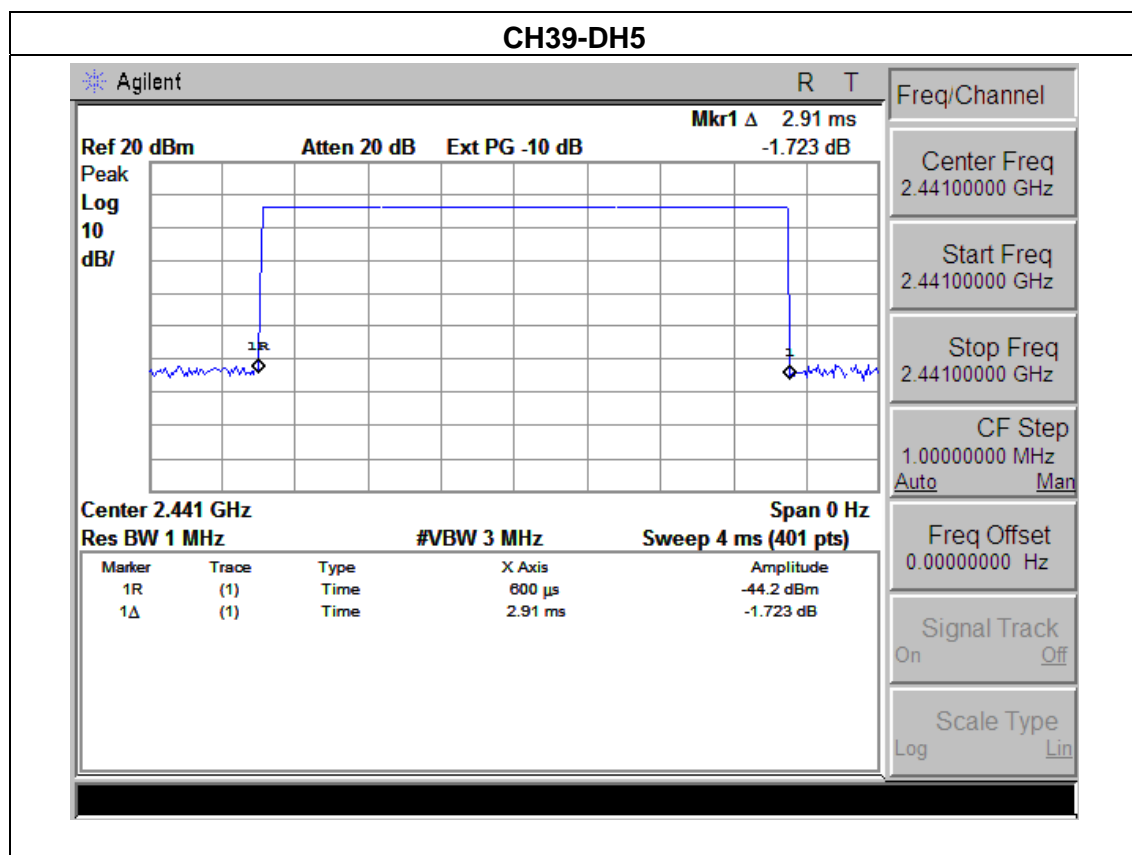 CH39-DH5
Agilent R T
Mkr1 Δ 2.91 ms
Ref 20 dBm Atten 20 dB Ext PG -10 dB -1.723 dB
Peak
Log
10
dB/
1R
1
Center 2.441 GHz Span 0 Hz
Res BW 1 MHz #VBW 3 MHz Sweep 4 ms (401 pts)
Marker Trace Type X Axis Amplitude
1R (1) Time 600 µs -44.2 dBm
1Δ (1) Time 2.91 ms -1.723 dB
Freq/Channel
Center Freq
2.44100000 GHz
Start Freq
2.44100000 GHz
Stop Freq
2.44100000 GHz
CF Step
1.00000000 MHz
Auto Man
Freq Offset
0.00000000 Hz
Signal Track
On Off
Scale Type
Log Lin